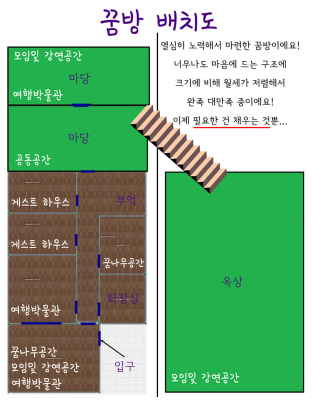 꿈방 배치도
열심히 노력해서 마련한 꿈방이에요!
너무나도 마음에 드는 구조에
크기에 비해 월세가 저렴해서
완족 대만족 중이에요!
이제 필요한 건 채우는 것뿐...
모임및 강연공간
마당
여행박물관
마당
공동공간
게스트 하우스
부엌
게스트 하우스
꿈나무공간
화장실
여행박물관
꿈나무공간
모임및 강연공간
여행박물관
입구
옥상
모임및 강연공간